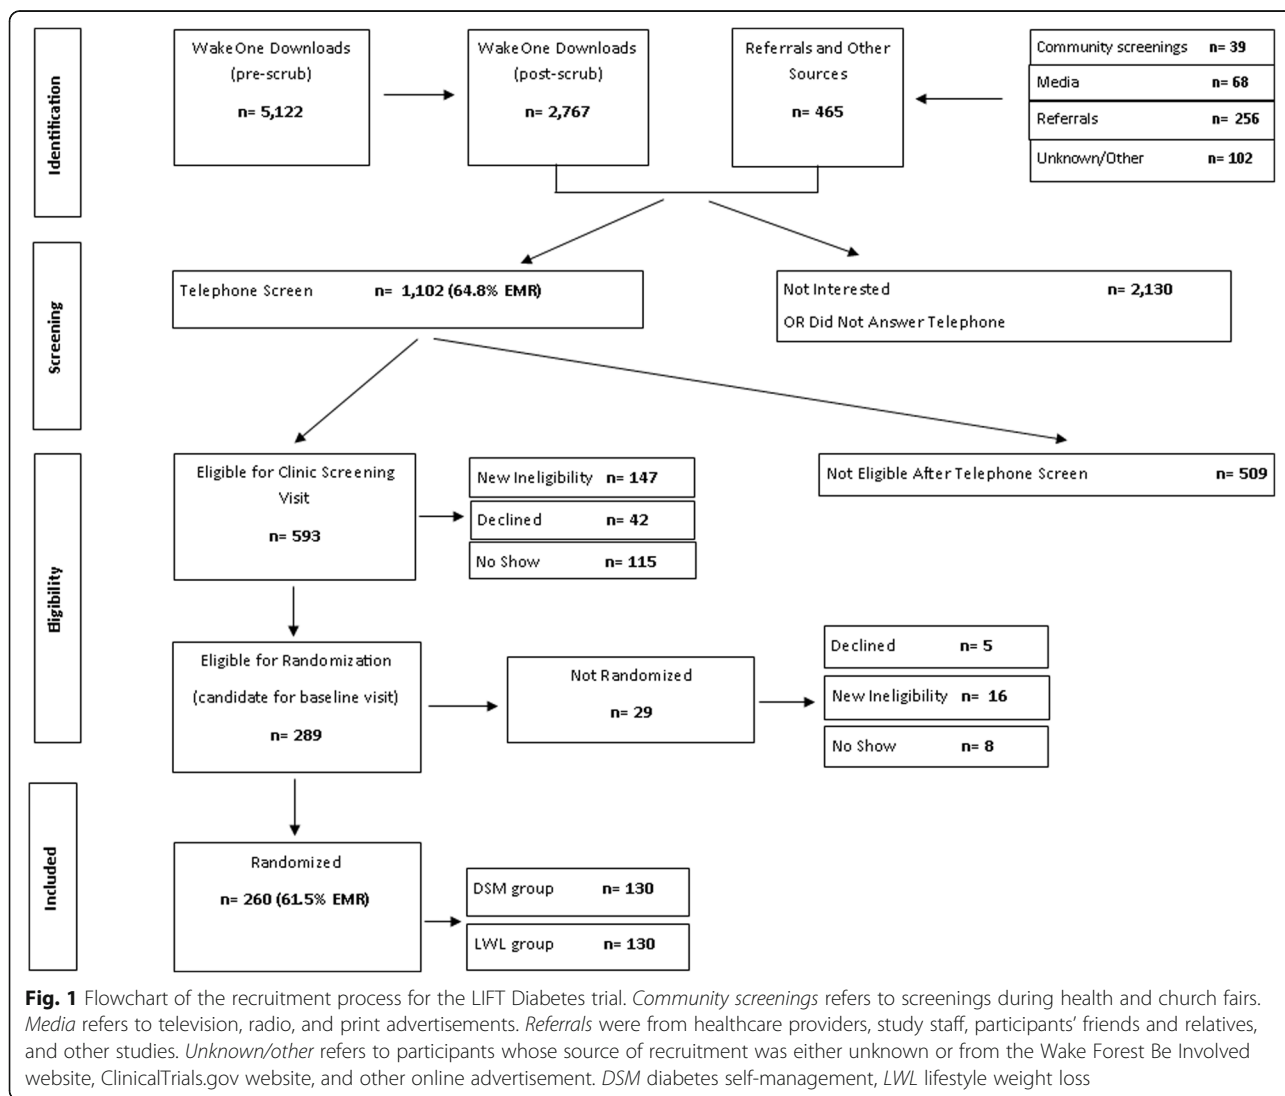 Identification
WakeOne Downloads
(pre-scrub)
n= 5,122
WakeOne Downloads
(post-scrub)
n= 2,767
Referrals and Other
Sources
n= 465
Community screenings n= 39
Media n= 68
Referrals n= 256
Unknown/Other n= 102
Screening
Telephone Screen n= 1,102 (64.8% EMR)
Not Interested n= 2,130
OR Did Not Answer Telephone
Eligibility
Eligible for Clinic Screening
Visit
n= 593
New Ineligibility n= 147
Declined n= 42
No Show n= 115
Not Eligible After Telephone Screen n= 509
Eligible for Randomization
(candidate for baseline visit)
n= 289
Not Randomized
n= 29
Declined n= 5
New Ineligibility n= 16
No Show n= 8
Included
Randomized
n= 260 (61.5% EMR)
DSM group n= 130
LWL group n= 130
Fig. 1 Flowchart of the recruitment process for the LIFT Diabetes trial. Community screenings refers to screenings during health and church fairs.
Media refers to television, radio, and print advertisements. Referrals were from healthcare providers, study staff, participants’ friends and relatives,
and other studies. Unknown/other refers to participants whose source of recruitment was either unknown or from the Wake Forest Be Involved
website, ClinicalTrials.gov website, and other online advertisement. DSM diabetes self-management, LWL lifestyle weight loss